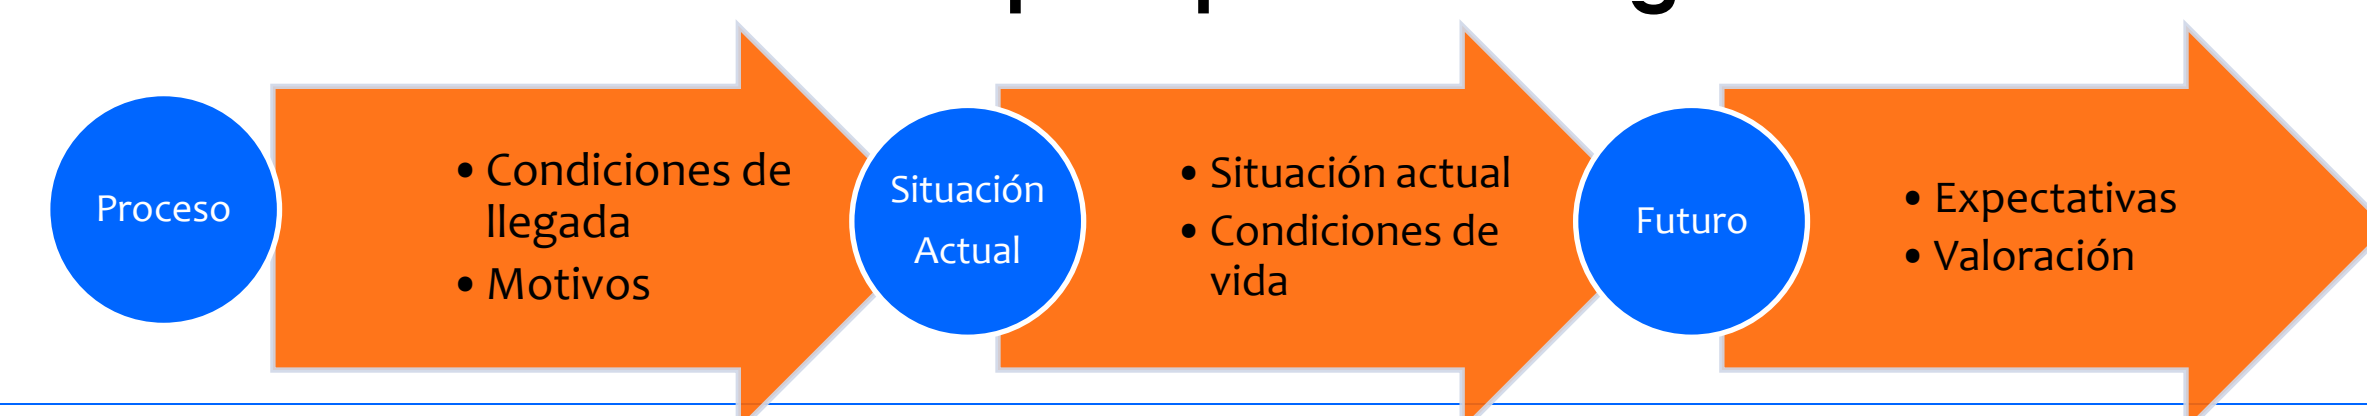 Proceso
• Condiciones de
llegada
• Motivos
Situación
Actual
• Situación actual
• Condiciones de
vida
Futuro
• Expectativas
• Valoración